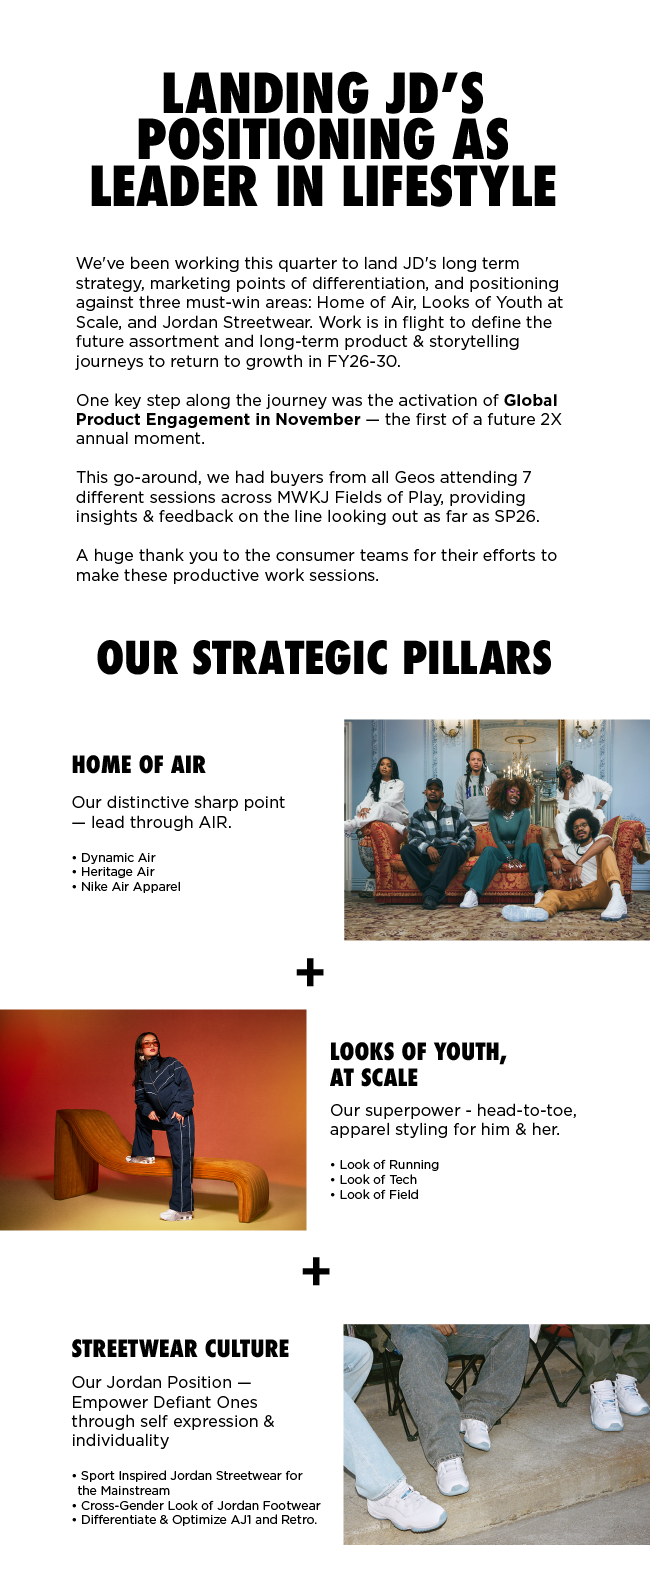 LANDING JD’S
POSITIONING AS
LEADER IN LIFESTYLE
We've been working this quarter to land JD's long term
strategy, marketing points of differentiation, and positioning
against three must-win areas: Home of Air, Looks of Youth at
Scale, and Jordan Streetwear. Work is in flight to define the
future assortment and long-term product & storytelling
journeys to return to growth in FY26-30.
One key step along the journey was the activation of Global
Product Engagement in November — the first of a future 2X
annual moment.
This go-around, we had buyers from all Geos attending 7
different sessions across MWKJ Fields of Play, providing
insights & feedback on the line looking out as far as SP26.
A huge thank you to the consumer teams for their efforts to
make these productive work sessions.
OUR STRATEGIC PILLARS
HOME OF AIR
Our distinctive sharp point
— lead through AIR.
• Dynamic Air
• Heritage Air
• Nike Air Apparel
+
LOOKS OF YOUTH,
AT SCALE
Our superpower - head-to-toe,
apparel styling for him & her.
• Look of Running
• Look of Tech
• Look of Field
+
STREETWEAR CULTURE
Our Jordan Position —
Empower Defiant Ones
through self expression &
individuality
• Sport Inspired Jordan Streetwear for
the Mainstream
• Cross-Gender Look of Jordan Footwear
• Differentiate & Optimize AJ1 and Retro.